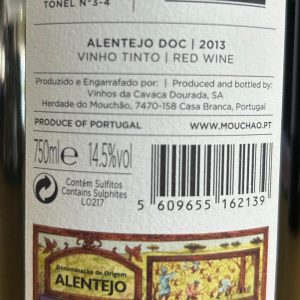 TONEL Nº3-4
ALENTEJO DOC | 2013
VINHO TINTO | RED WINE
Produzido e Engarrafado por: | Produced and bottled by:
Vinhos da Cavaca Dourada, SA
Herdade do Mouchão, 7470-158 Casa Branca, Portugal
PRODUCE OF PORTUGAL WWW.MOUCHAO.PT
750ml e 14.5%vol
Contém Sulfitos
Contains Sulphites
L0217
5 609655 162139
Denominação de Origem
ALENTEJO